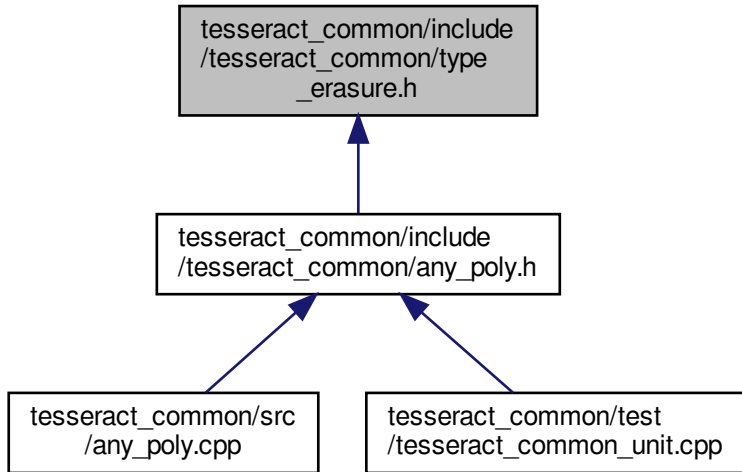 tesseract_common/include
/tesseract_common/type
_erasure.h
tesseract_common/include
/tesseract_common/any_poly.h
tesseract_common/src
/any_poly.cpp
tesseract_common/test
/tesseract_common_unit.cpp